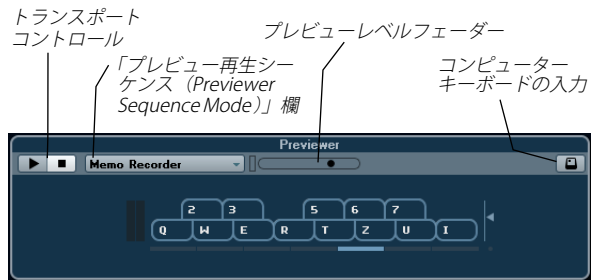 トランスポート
コントロール
「プレビュー再生シー
ケンス（Previewer
Sequence Mode）」欄
プレビューレベルフェーダー
コンピューター
キーボードの入力
Previewer
Memo Recorder
2 3 5 6 7
Q W E R T Z U I